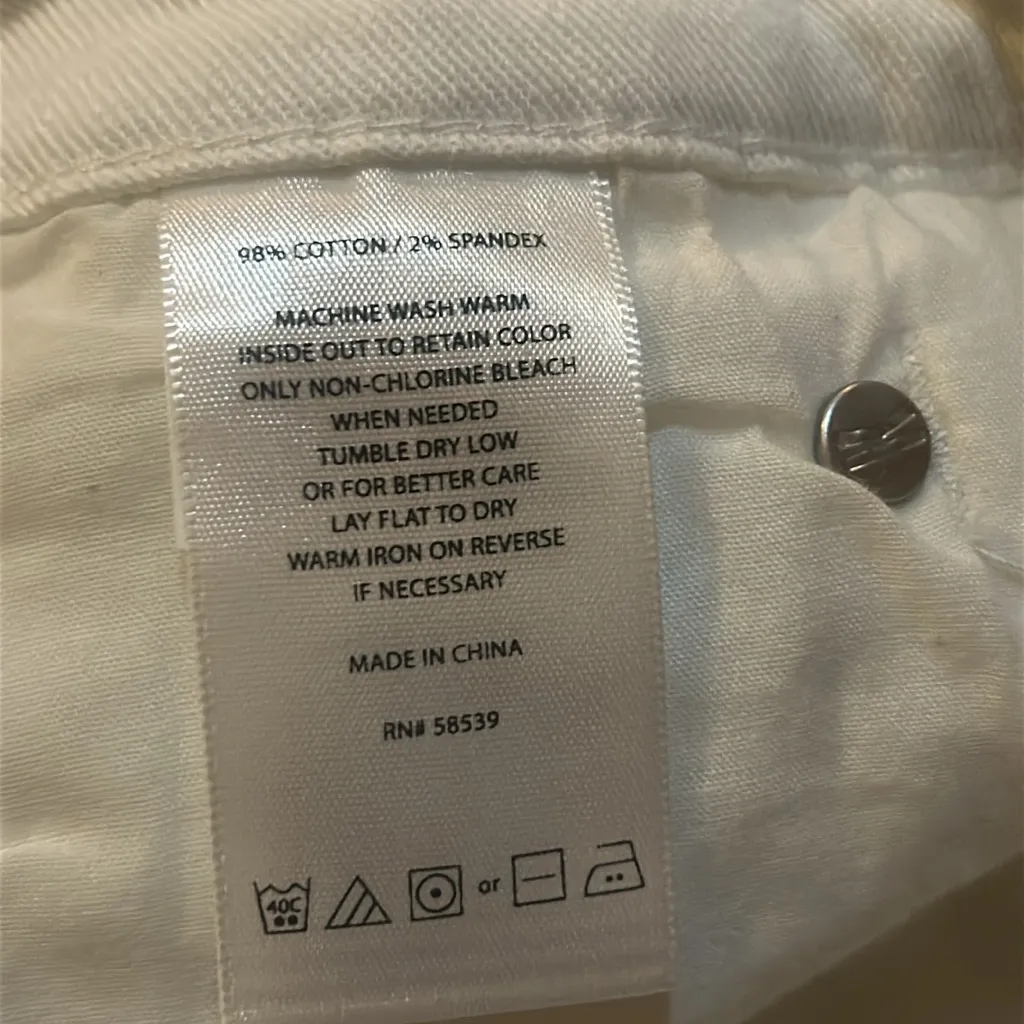 98% COTTON / 2% SPANDEX
MACHINE WASH WARM
INSIDE OUT TO RETAIN COLOR
ONLY NON-CHLORINE BLEACH
WHEN NEEDED
TUMBLE DRY LOW
OR FOR BETTER CARE
LAY FLAT TO DRY
WARM IRON ON REVERSE
IF NECESSARY
MADE IN CHINA
RN# 58539
40C or